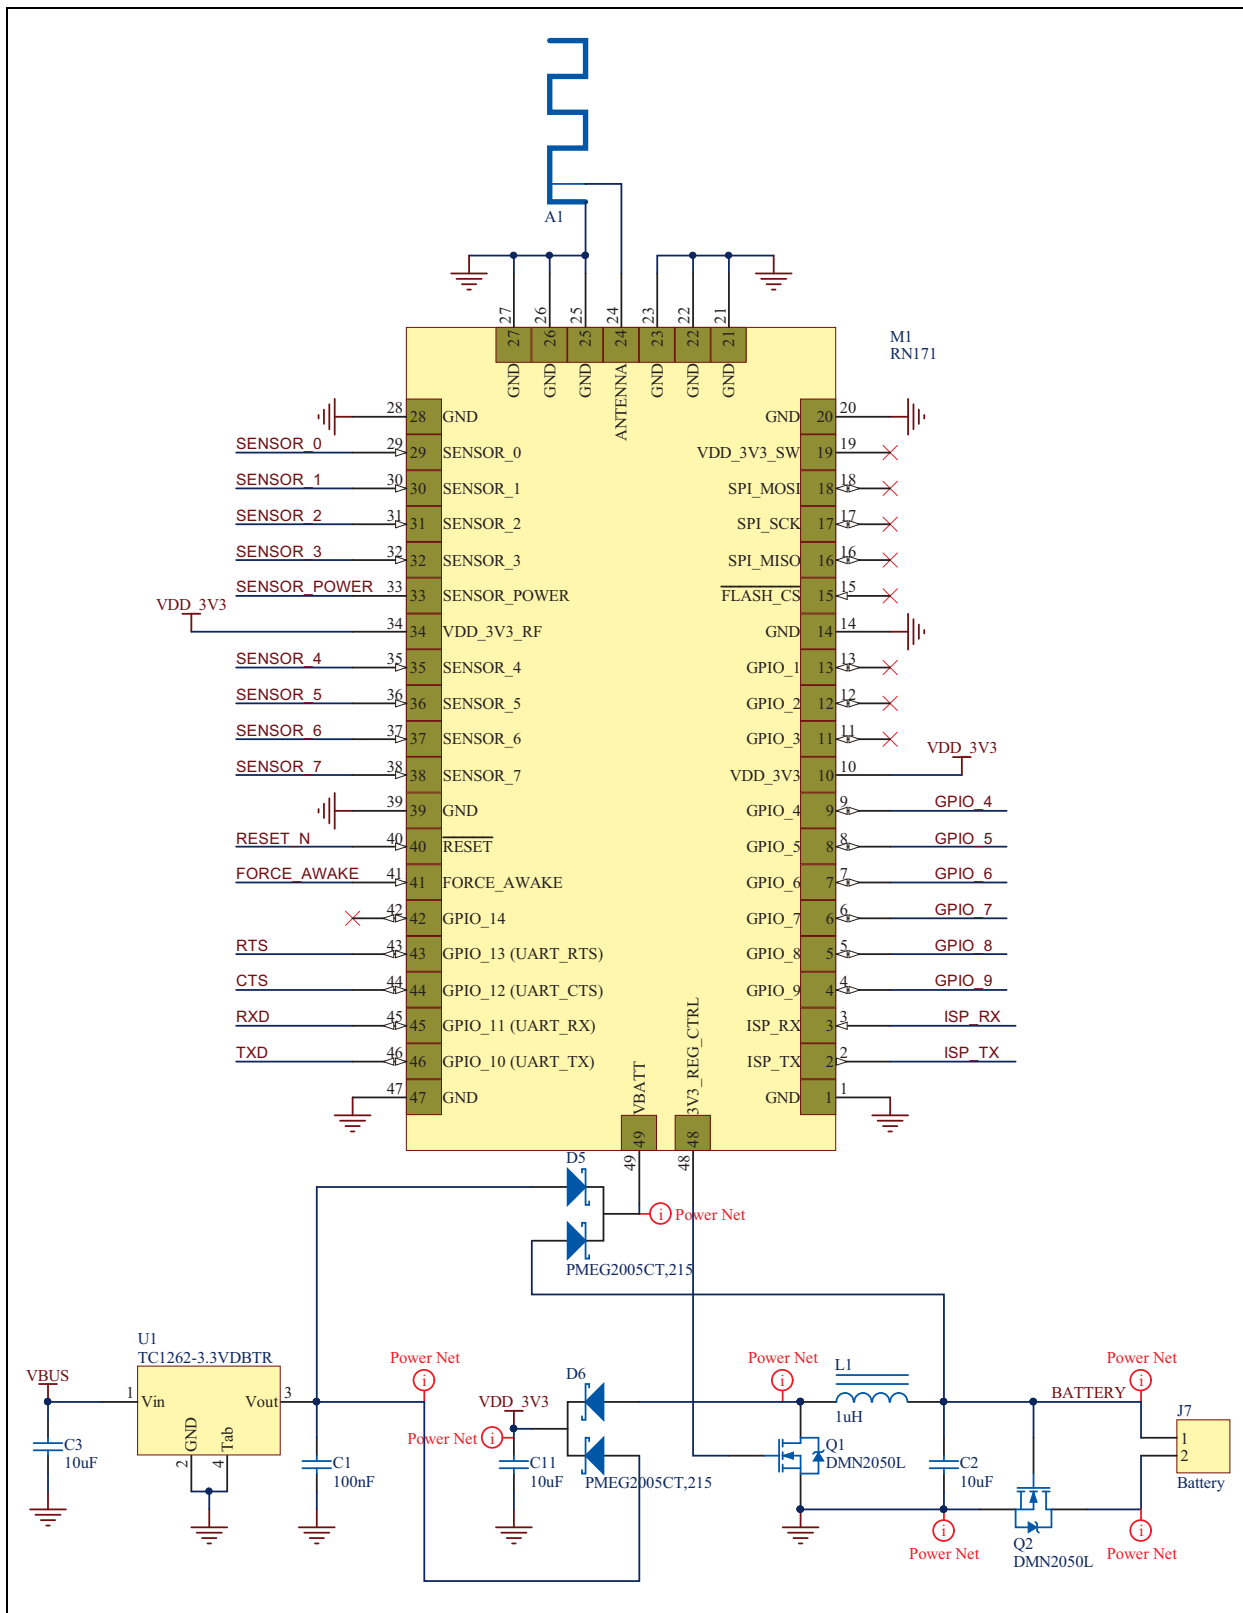 A1
27 26 25 24 23 22 21
27 26 25 24 23 22 21
GND GND GND ANTENNA GND GND GND
M1
RN171
28 28 GND
GND 20 20
SENSOR_0 29 29 SENSOR_0
VDD_3V3_SW 19 19
SENSOR_1 30 30 SENSOR_1
SPI_MOSI 18 18
SENSOR_2 31 31 SENSOR_2
SPI_SCK 17 17
SENSOR_3 32 32 SENSOR_3
SPI_MISO 16 16
SENSOR_POWER 33 33 SENSOR_POWER
FLASH_CS 15 15
VDD_3V3 34 34 VDD_3V3_RF
GND 14 14
SENSOR_4 35 35 SENSOR_4
GPIO_1 13 13
SENSOR_5 36 36 SENSOR_5
GPIO_2 12 12
SENSOR_6 37 37 SENSOR_6
GPIO_3 11 11
SENSOR_7 38 38 SENSOR_7
VDD_3V3 10 10 VDD_3V3
39 39 GND
GPIO_4 9 9 GPIO_4
RESET_N 40 40 RESET
GPIO_5 8 8 GPIO_5
FORCE_AWAKE 41 41 FORCE_AWAKE
GPIO_6 7 7 GPIO_6
42 42 GPIO_14
GPIO_7 6 6 GPIO_7
RTS 43 43 GPIO_13 (UART_RTS)
GPIO_8 5 5 GPIO_8
CTS 44 44 GPIO_12 (UART_CTS)
GPIO_9 4 4 GPIO_9
RXD 45 45 GPIO_11 (UART_RX)
ISP_RX 3 3 ISP_RX
TXD 46 46 GPIO_10 (UART_TX)
ISP_TX 2 2 ISP_TX
47 47 GND
GND 1 1
VBATT 3V3_REG_CTRL
49 48
49 48
D5
Power Net
PMEG2005CT,215
U1
TC1262-3.3VDBTR
VBUS
1 Vin Vout 3
GND Tab
2 4
C3
10uF
C1
100nF
Power Net
D6
VDD_3V3
Power Net
C11
10uF
PMEG2005CT,215
Power Net
L1
1uH
BATTERY
Power Net
J7
1
2
Battery
Q1
DMN2050L
C2
10uF
Power Net
Q2
DMN2050L
Power Net